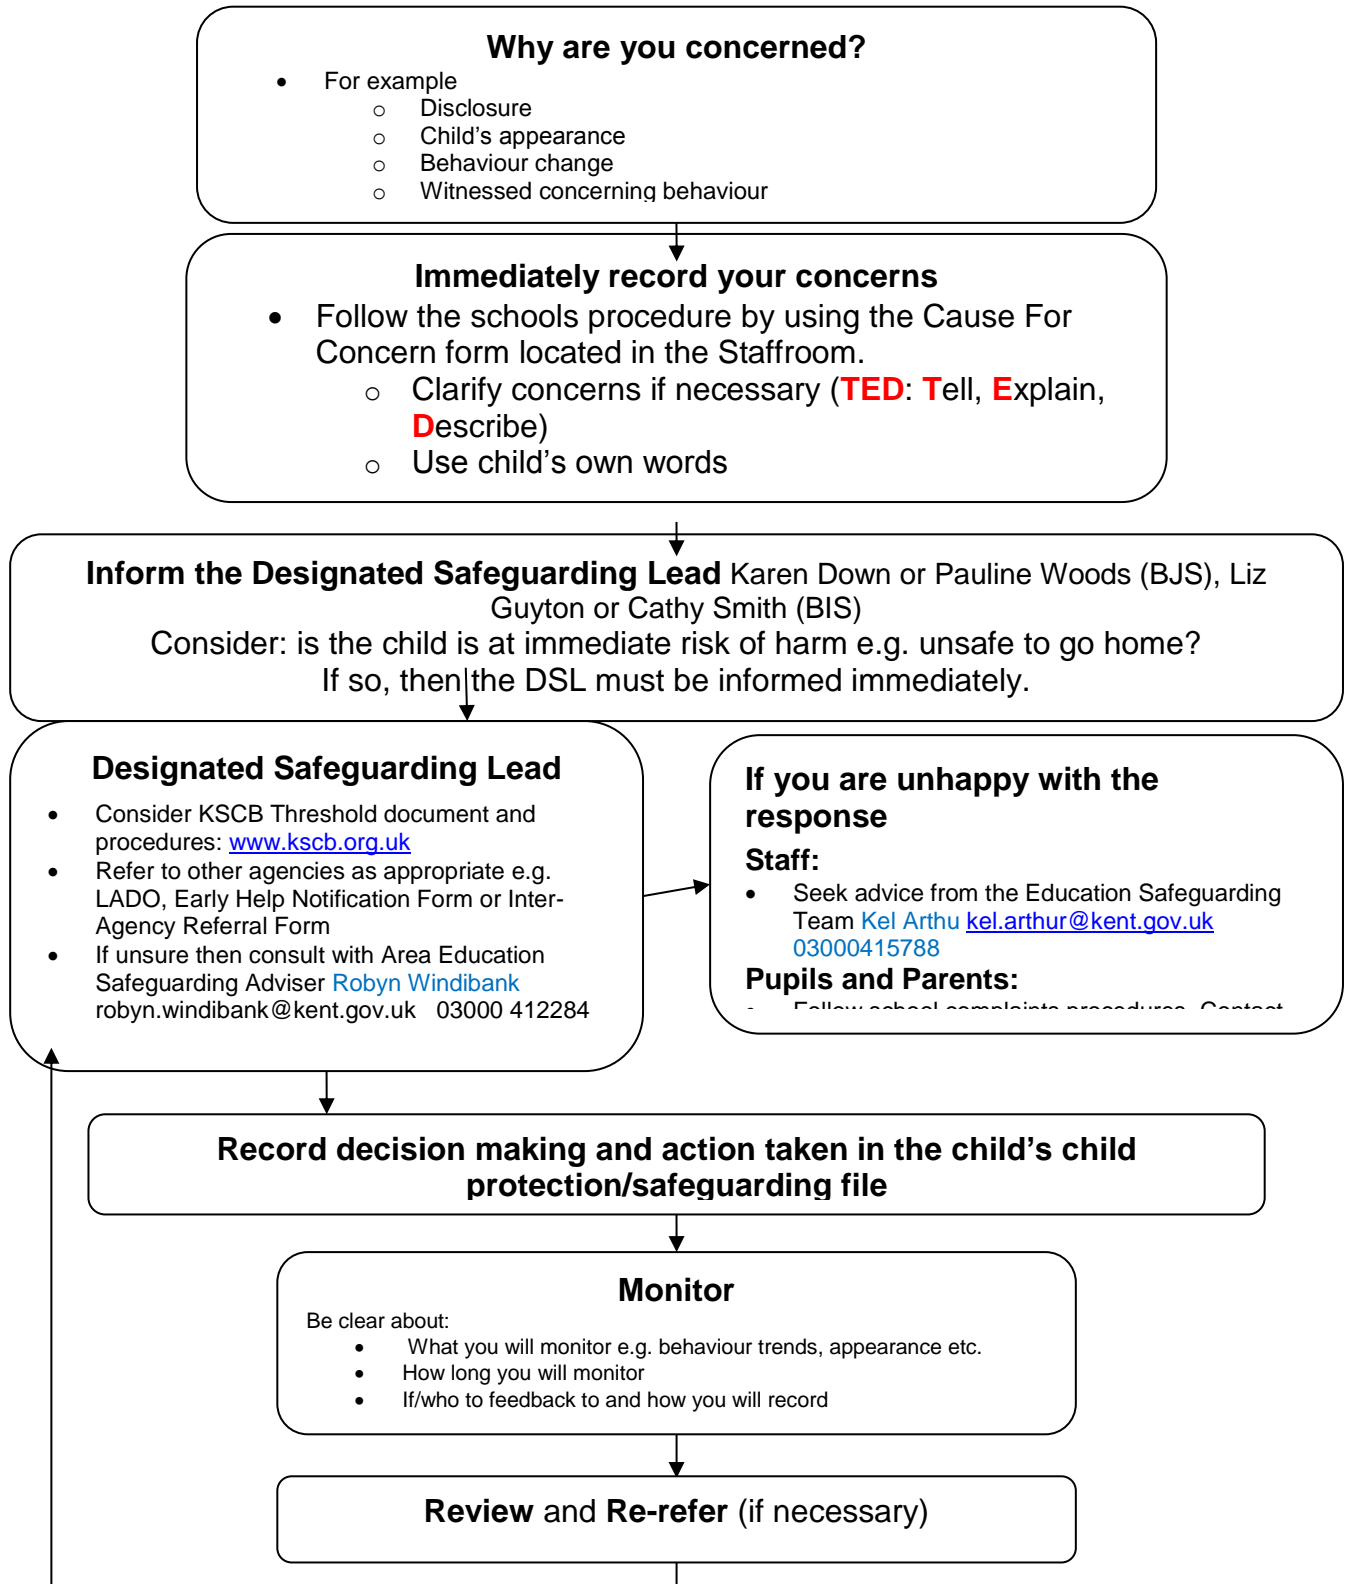 Why are you concerned?
• For example
o Disclosure
o Child's appearance
o Behaviour change
o Witnessed concerning behaviour
Immediately record your concerns
• Follow the schools procedure by using the Cause For
Concern form located in the Staffroom.
o Clarify concerns if necessary (TED: Tell, Explain,
Describe)
o Use child's own words
Inform the Designated Safeguarding Lead Karen Down or Pauline Woods (BJS), Liz
Guyton or Cathy Smith (BIS)
Consider: is the child is at immediate risk of harm e.g. unsafe to go home?
If so, then the DSL must be informed immediately.
Designated Safeguarding Lead
• Consider KSCB Threshold document and
procedures: www.kscb.org.uk
• Refer to other agencies as appropriate e.g.
LADO, Early Help Notification Form or Inter-
Agency Referral Form
• If unsure then consult with Area Education
Safeguarding Adviser Robyn Windibank
robyn.windibank@kent.gov.uk 03000 412284
If you are unhappy with the
response
Staff:
• Seek advice from the Education Safeguarding
Team Kel Arthu kel.arthur@kent.gov.uk
03000415788
Pupils and Parents:
• Follow school complaints procedures. Contact
Record decision making and action taken in the child's child
protection/safeguarding file
Monitor
Be clear about:
• What you will monitor e.g. behaviour trends, appearance etc.
• How long you will monitor
• If/who to feedback to and how you will record
Review and Re-refer (if necessary)